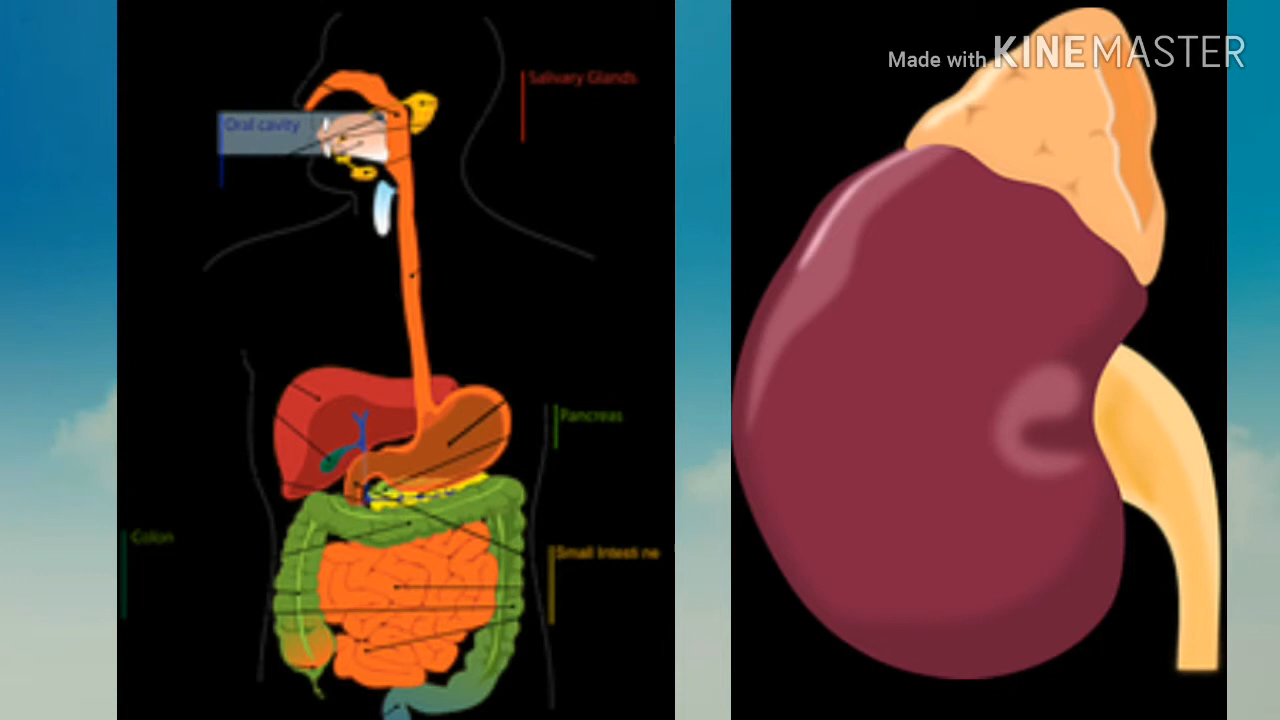 Made with KINEMASTER
Salivary Glands
Oral cavity
Pancreas
Colon
Small Intesti ne